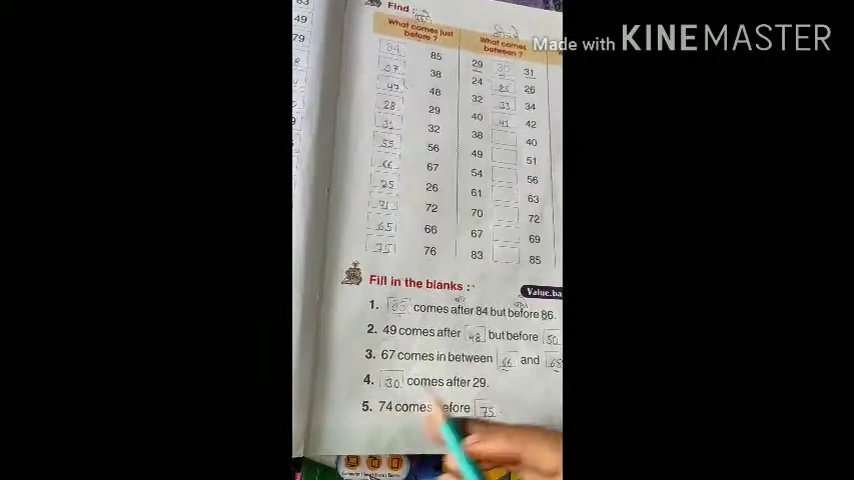 Made with KINEMASTER
63
49
79
Find :
What comes just before ?
84 85
37 38
47 48
28 29
31 32
55 56
66 67
25 26
71 72
65 66
75 76
What comes between ?
29 30 31
24 25 26
32 33 34
40 41 42
38 40
49 51
54 56
61 63
70 72
67 69
83 85
Fill in the blanks :
Value.ba
1. 85 comes after 84 but before 86.
2. 49 comes after 48 but before 50
3. 67 comes in between 66 and 68
4. 30 comes after 29.
5. 74 comes before 75.